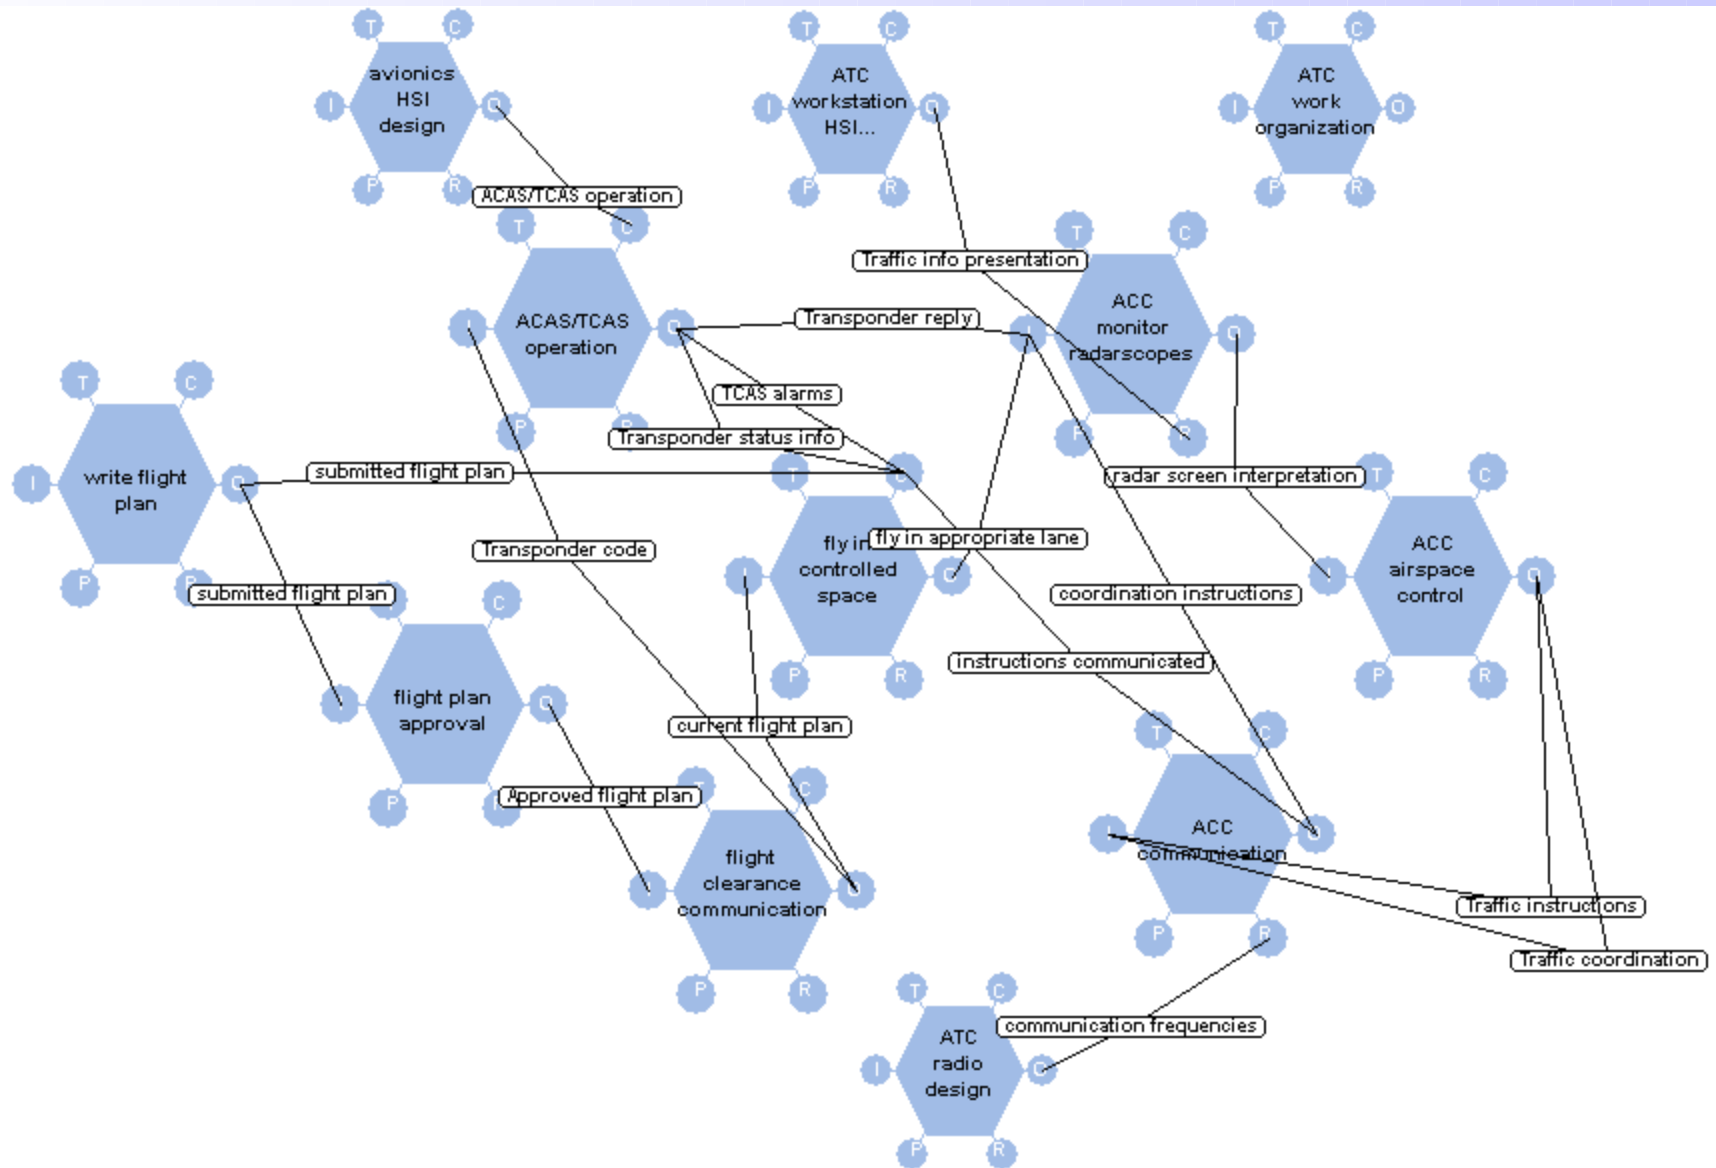 T
C
T
C
T
C
avionics
HSI
design
ATC
workstation
HSI...
ATC
work
organization
I
O
I
O
I
O
P
R
P
R
P
R
ACAS/TCAS operation
T
C
T
C
Traffic info presentation
ACAS/TCAS
operation
I
O
Transponder reply
ACC
monitor
radarscopes
I
O
TCAS alarms
T
C
P
R
Transponder status info
P
R
write flight
plan
I
O
submitted flight plan
T
C
radar screen interpretation
T
C
Transponder code
fly in
controlled
space
I
O
fly in appropriate lane
ACC
airspace
control
I
O
P
R
submitted flight plan
T
C
coordination instructions
instructions communicated
P
R
P
R
flight plan
approval
I
O
current flight plan
T
C
Approved flight plan
P
R
T
C
ACC
communication
I
O
flight
clearance
communication
I
O
Traffic instructions
P
R
Traffic coordination
P
R
T
C
communication frequencies
ATC
radio
design
I
O
P
R